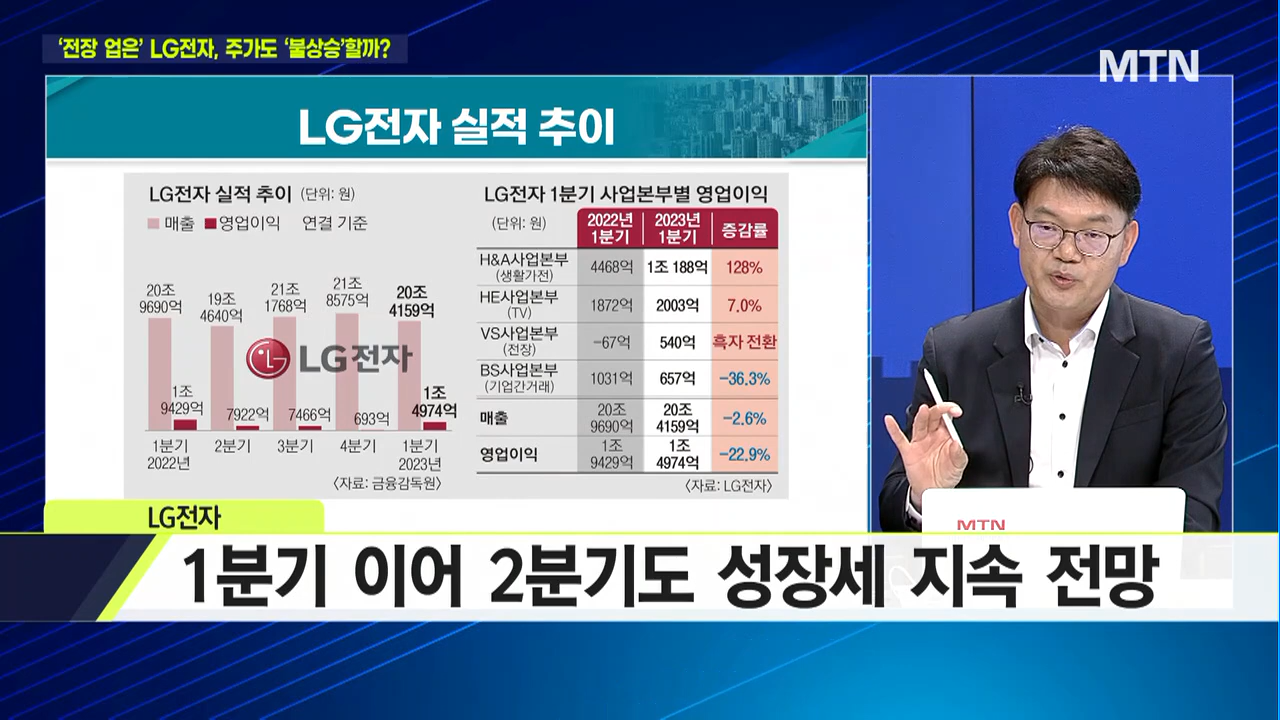 ‘전장 업은’ LG전자, 주가도 ‘불상승’할까?
MTN
LG전자 실적 추이
LG전자 실적 추이 (단위: 원)
매출 영업이익 연결 기준
20조
9690억
19조
4640억
21조
1768억
21조
8575억
20조
4159억
LG전자
1조
9429억
7922억
7466억
693억
1조
4974억
1분기
2022년
2분기
3분기
4분기
1분기
2023년
〈자료: 금융감독원〉
LG전자 1분기 사업본부별 영업이익
(단위: 원)
2022년
1분기
2023년
1분기
증감률
H&A사업본부
(생활가전)
4468억
1조 188억
128%
HE사업본부
(TV)
1872억
2003억
7.0%
VS사업본부
(전장)
−67억
540억
흑자 전환
BS사업본부
(기업간거래)
1031억
657억
−36.3%
매출
20조
9690억
20조
4159억
−2.6%
영업이익
1조
9429억
1조
4974억
−22.9%
〈자료: LG전자〉
MTN
LG전자
1분기 이어 2분기도 성장세 지속 전망